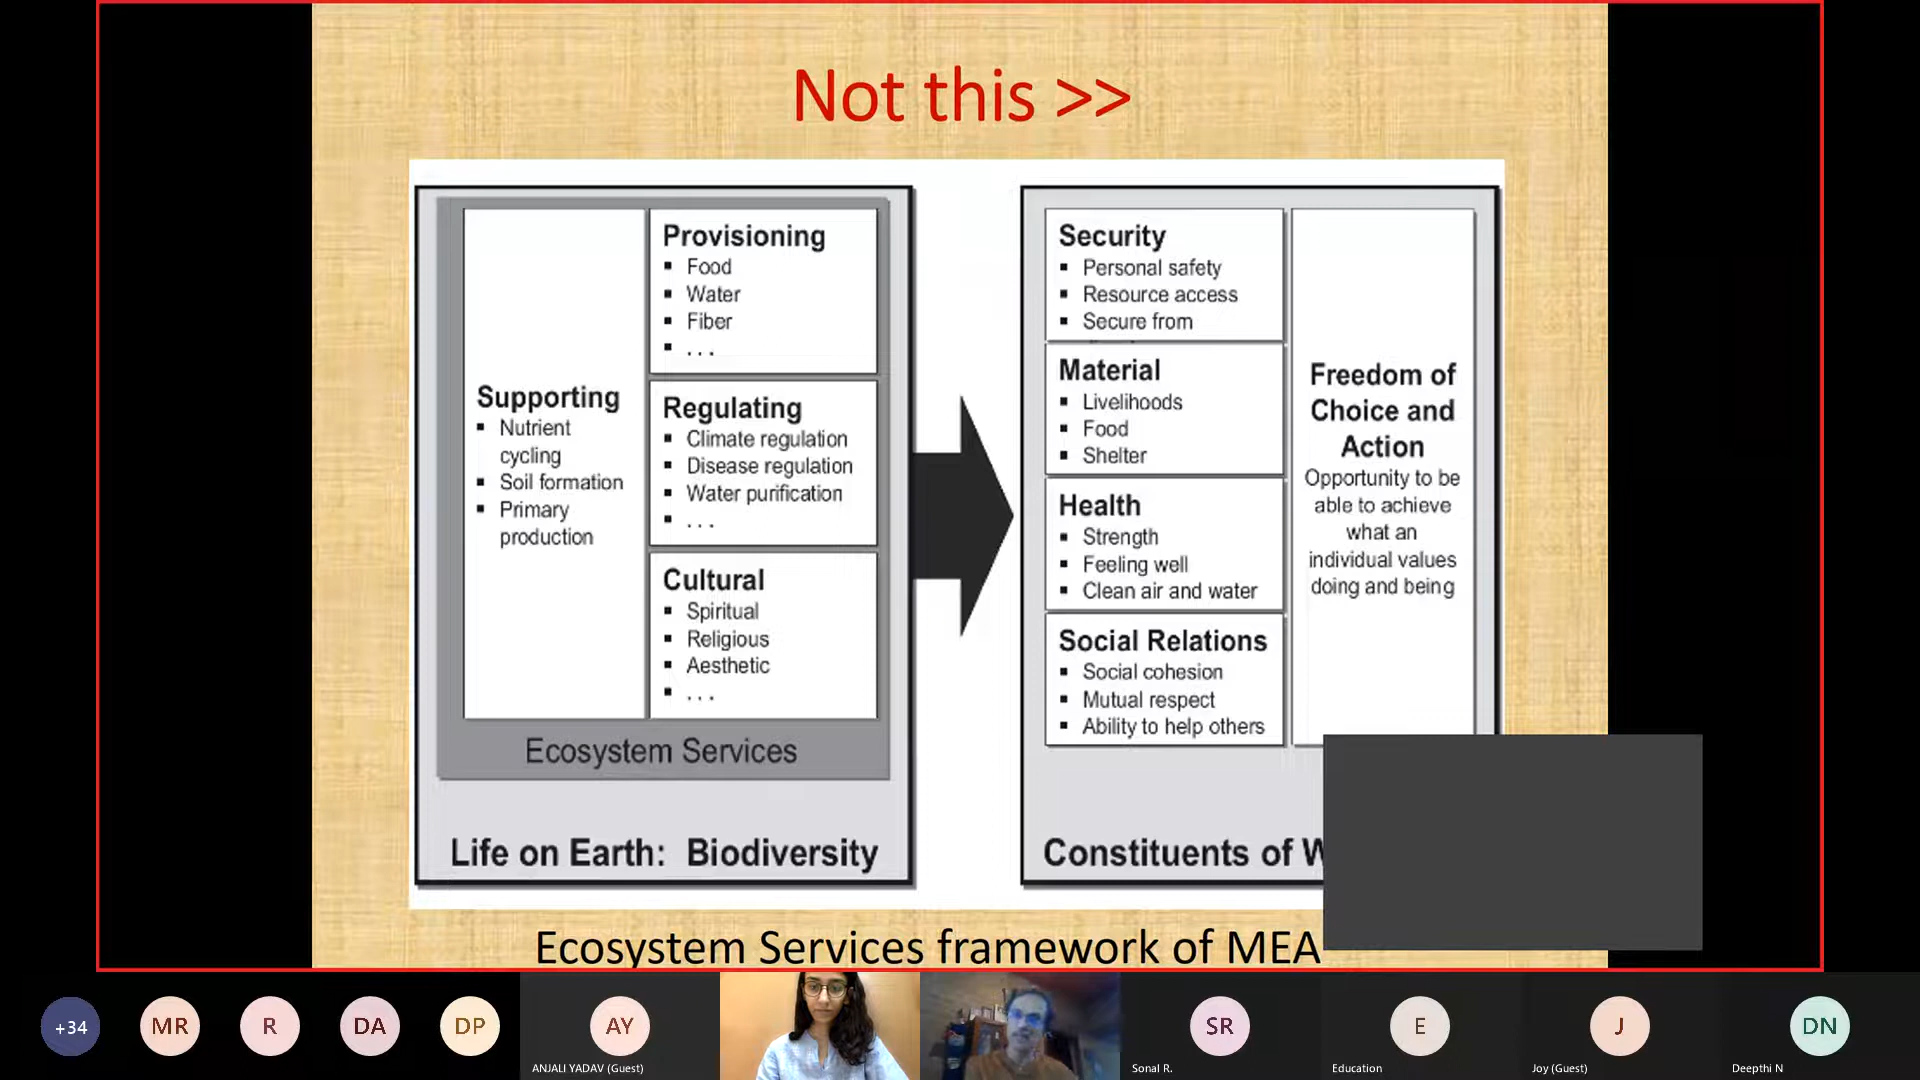 Not this >>
Supporting
▪ Nutrient
cycling
▪ Soil formation
▪ Primary
production
Provisioning
▪ Food
▪ Water
▪ Fiber
▪ . . .
Regulating
▪ Climate regulation
▪ Disease regulation
▪ Water purification
▪ . . .
Cultural
▪ Spiritual
▪ Religious
▪ Aesthetic
▪ . . .
Ecosystem Services
Life on Earth: Biodiversity
Security
▪ Personal safety
▪ Resource access
▪ Secure from
Material
▪ Livelihoods
▪ Food
▪ Shelter
Health
▪ Strength
▪ Feeling well
▪ Clean air and water
Social Relations
▪ Social cohesion
▪ Mutual respect
▪ Ability to help others
Freedom of
Choice and
Action
Opportunity to be
able to achieve
what an
individual values
doing and being
Constituents of
Ecosystem Services framework of MEA
+34
MR
R
DA
DP
AY
ANJALI YADAV (Guest)
SR
Sonal R.
E
Education
J
Joy (Guest)
DN
Deepthi N